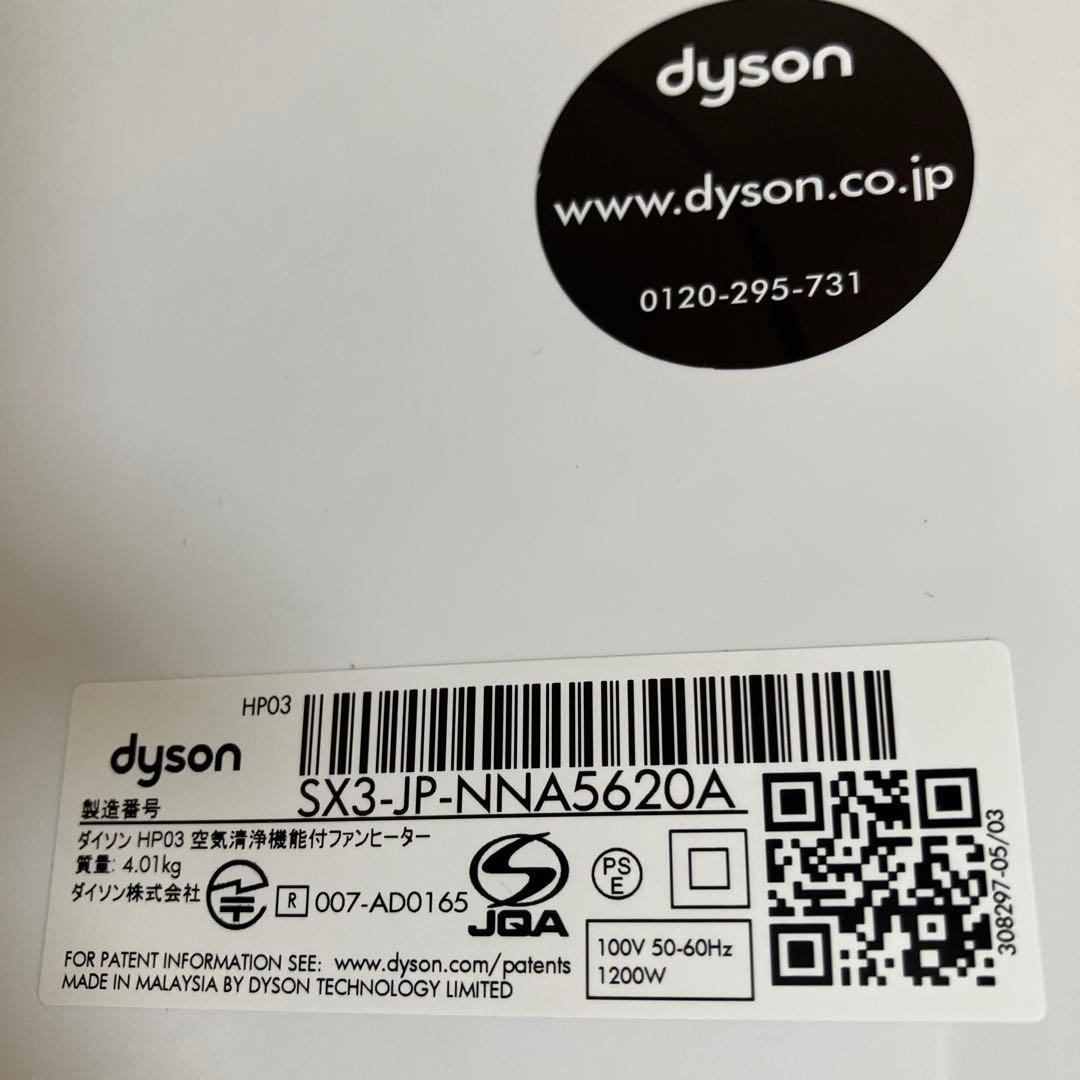 dyson
www.dyson.co.jp
0120-295-731
HP03
dyson
製造番号
SX3-JP-NNA5620A
ダイソン HP03 空気清浄機能付ファンヒーター
質量: 4.01kg
ダイソン株式会社
R 007-AD0165
JQA
PS
E
100V 50-60Hz
1200W
FOR PATENT INFORMATION SEE: www.dyson.com/patents
MADE IN MALAYSIA BY DYSON TECHNOLOGY LIMITED
308297-05/03